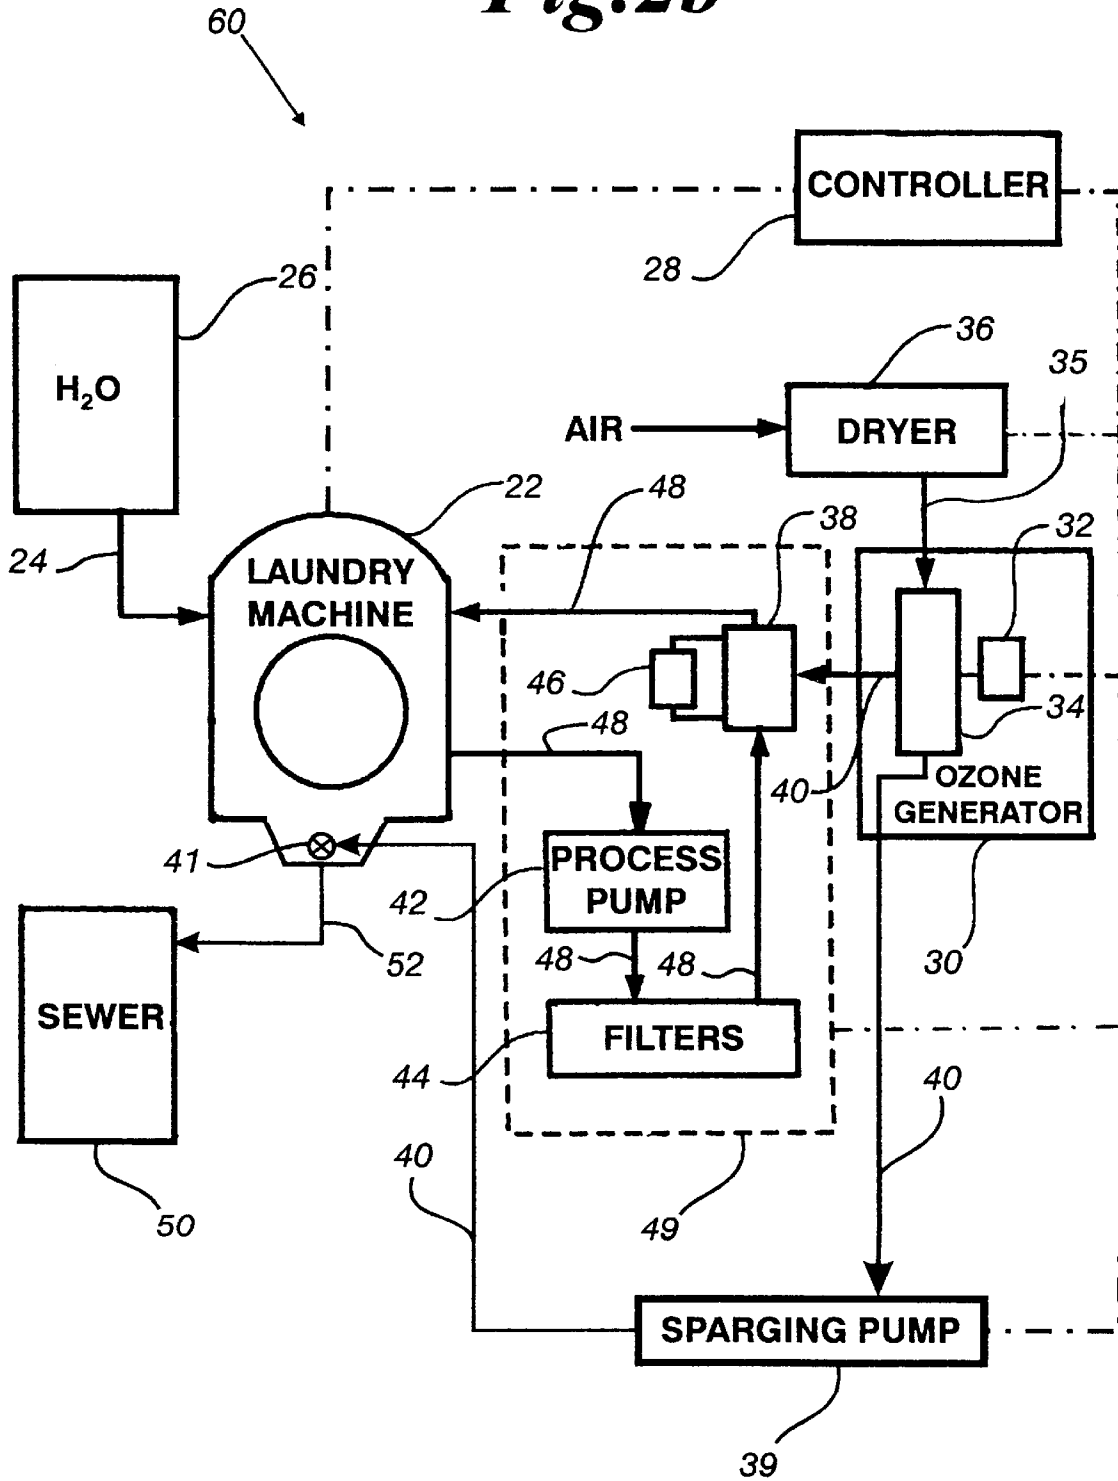 Fig.2b
60
CONTROLLER
28
26
H₂O
36
35
AIR
DRYER
22
48
38
32
24
LAUNDRY
MACHINE
46
48
34
40
OZONE
GENERATOR
41
PROCESS
PUMP
42
52
48
48
30
SEWER
FILTERS
44
40
40
50
49
SPARGING PUMP
39